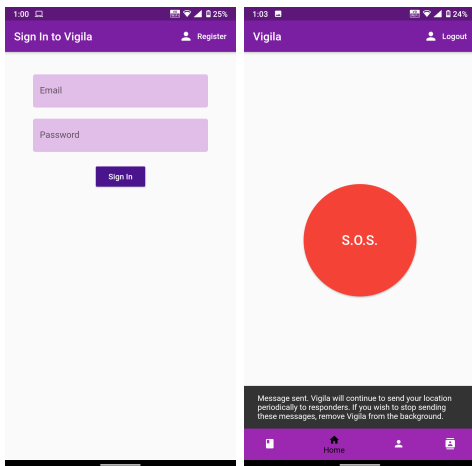 1:00 25%
Sign In to Vigila Register
Email
Password
Sign In
1:03 24%
Vigila Logout
S.O.S.
Message sent. Vigila will continue to send your location
periodically to responders. If you wish to stop sending
these messages, remove Vigila from the background.
Home